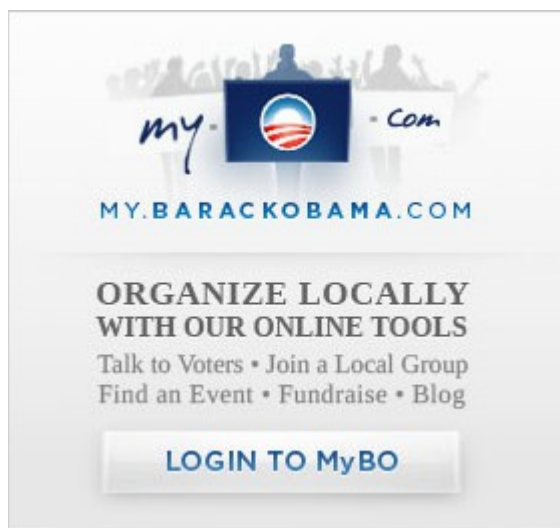 my. .com
MY.BARACKOBAMA.COM
ORGANIZE LOCALLY
WITH OUR ONLINE TOOLS
Talk to Voters • Join a Local Group
Find an Event • Fundraise • Blog
LOGIN TO MyBO